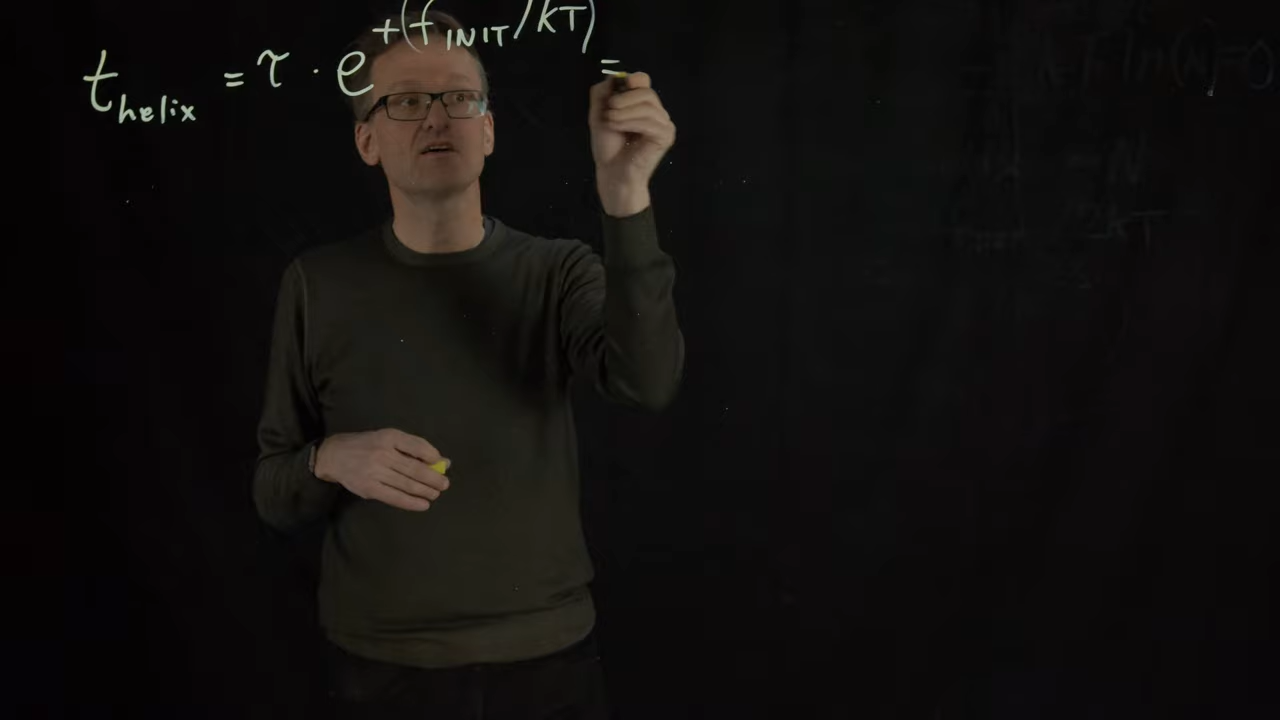 t_helix = τ · e^+(f_INIT/kT) =